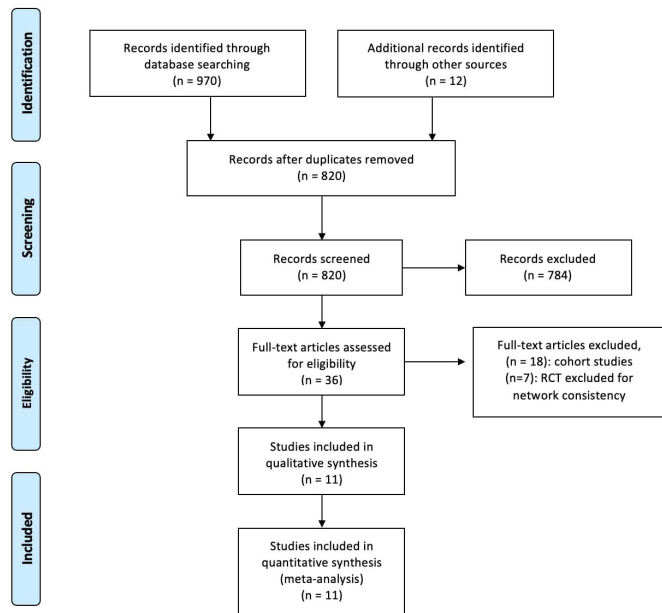 Identification
Records identified through
database searching
(n = 970)
Additional records identified
through other sources
(n = 12)
Records after duplicates removed
(n = 820)
Screening
Records screened
(n = 820)
Records excluded
(n = 784)
Eligibility
Full-text articles assessed
for eligibility
(n = 36)
Full-text articles excluded,
(n = 18): cohort studies
(n=7): RCT excluded for
network consistency
Studies included in
qualitative synthesis
(n = 11)
Included
Studies included in
quantitative synthesis
(meta-analysis)
(n = 11)